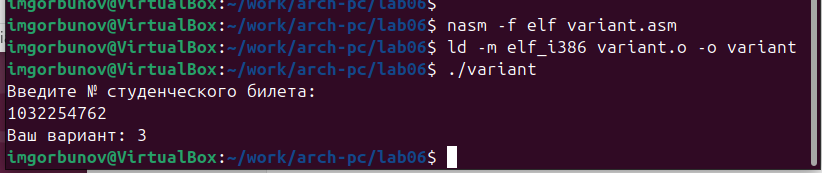 imgorbunov@VirtualBox:~/work/arch-pc/lab06$
imgorbunov@VirtualBox:~/work/arch-pc/lab06$ nasm -f elf variant.asm
imgorbunov@VirtualBox:~/work/arch-pc/lab06$ ld -m elf_i386 variant.o -o variant
imgorbunov@VirtualBox:~/work/arch-pc/lab06$ ./variant
Введите № студенческого билета:
1032254762
Ваш вариант: 3
imgorbunov@VirtualBox:~/work/arch-pc/lab06$